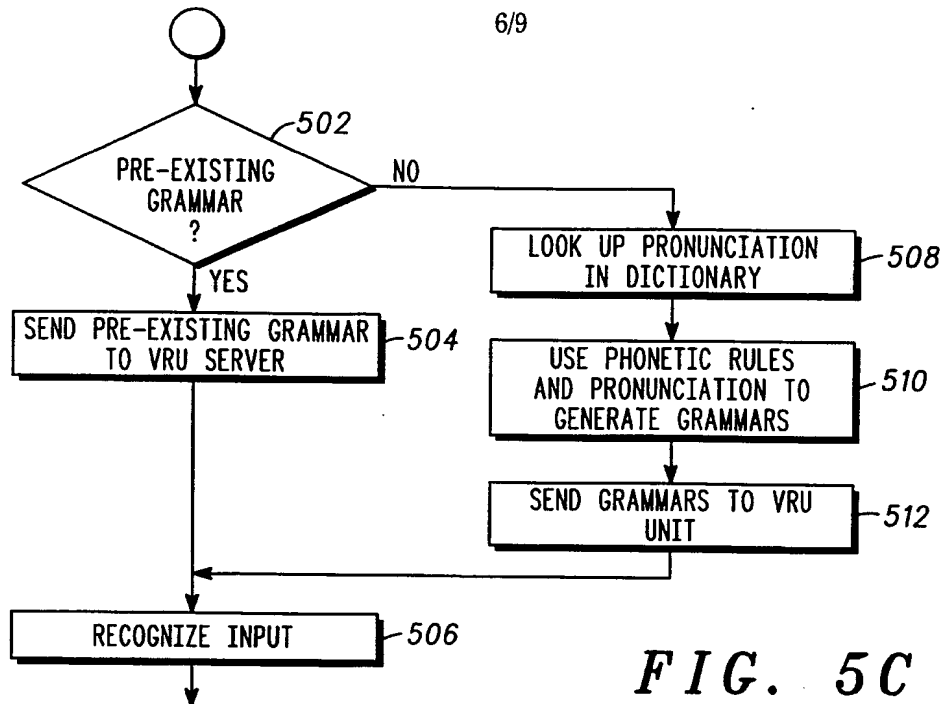 6/9
502
PRE-EXISTING
GRAMMAR
?
NO
YES
SEND PRE-EXISTING GRAMMAR
TO VRU SERVER
504
LOOK UP PRONUNCIATION
IN DICTIONARY
508
USE PHONETIC RULES
AND PRONUNCIATION TO
GENERATE GRAMMARS
510
SEND GRAMMARS TO VRU
UNIT
512
RECOGNIZE INPUT
506
FIG. 5C